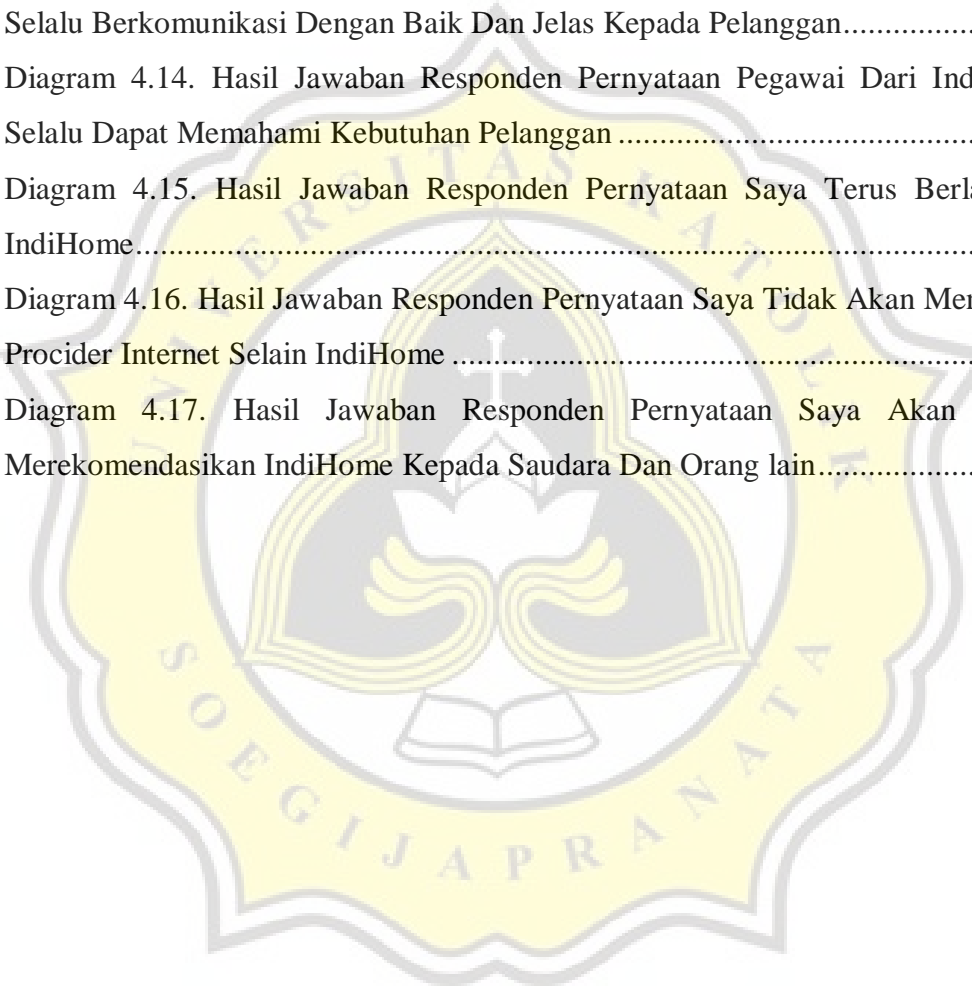 Selalu Berkomunikasi Dengan Baik Dan Jelas Kepada Pelanggan.................
Diagram 4.14. Hasil Jawaban Responden Pernyataan Pegawai Dari
Selalu Dapat Memahami Kebutuhan Pelanggan ...............................................
Diagram 4.15. Hasil Jawaban Responden Pernyataan Saya Terus
IndiHome.........................................................................................................
Diagram 4.16. Hasil Jawaban Responden Pernyataan Saya Tidak Akan
Procider Internet Selain IndiHome ....................................................................
Diagram 4.17. Hasil Jawaban Responden Pernyataan Saya Akan
Merekomendasikan IndiHome Kepada Saudara Dan Orang lain....................
UNIVERSITAS KATOLIK
SOEGIJAPRANATA